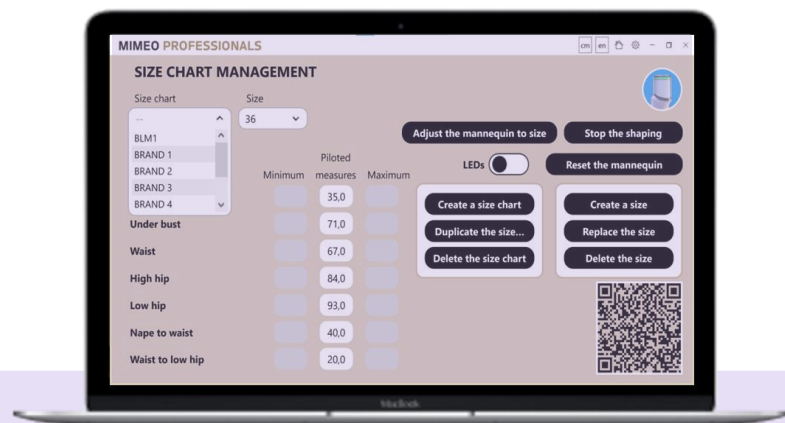 MIMEO PROFESSIONALS
cm en
SIZE CHART MANAGEMENT
Size chart Size
-- 36
BLM1
BRAND 1
BRAND 2
BRAND 3
BRAND 4
Adjust the mannequin to size Stop the shaping
LEDs Reset the mannequin
Minimum Piloted measures Maximum
35,0
Under bust 71,0
Waist 67,0
High hip 84,0
Low hip 93,0
Nape to waist 40,0
Waist to low hip 20,0
Create a size chart Create a size
Duplicate the size... Replace the size
Delete the size chart Delete the size
MacBook